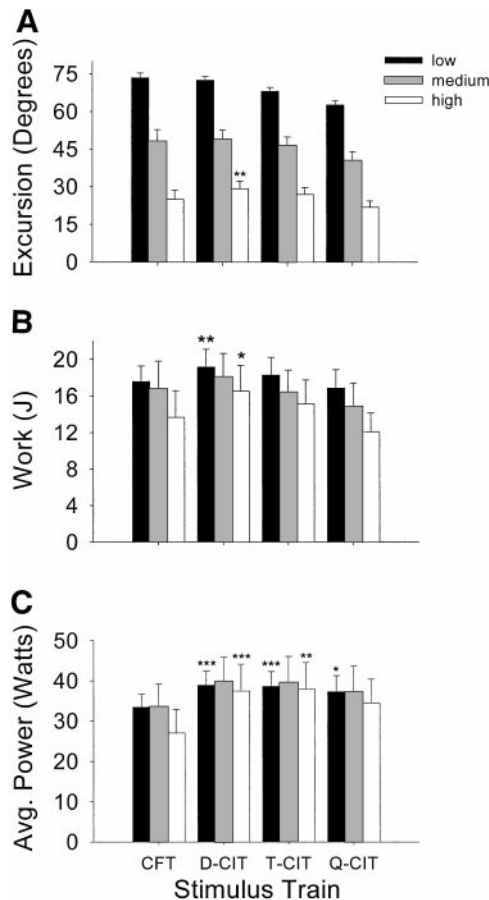 A
low
medium
high
Excursion (Degrees)
75
60
45
30
15
0
**
B
Work (J)
20
16
12
8
4
0
**
*
C
Avg. Power (Watts)
50
40
30
20
10
0
***
***
***
**
*
CFT D-CIT T-CIT Q-CIT
Stimulus Train